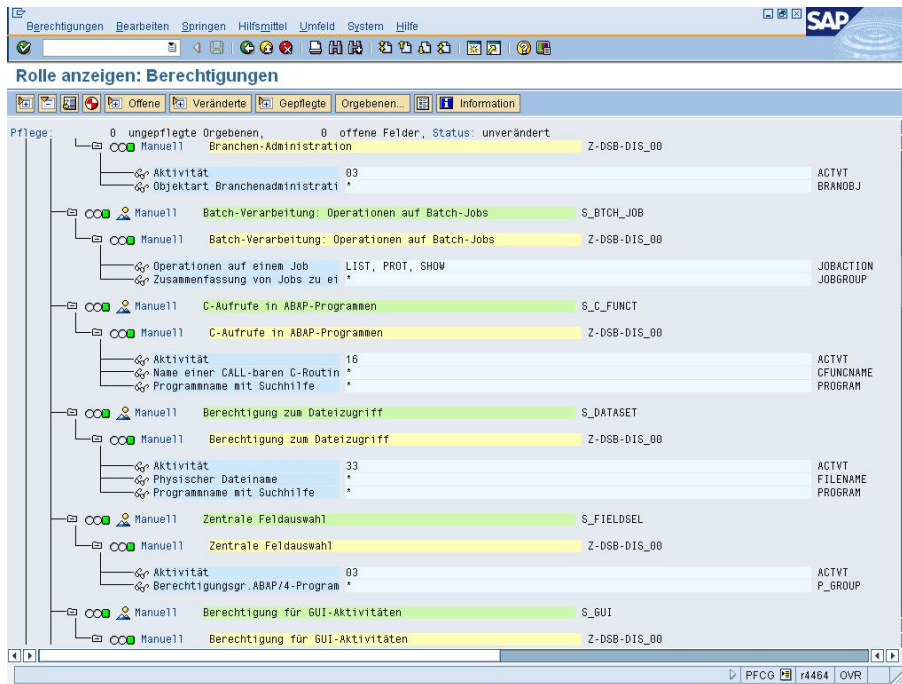 Berechtigungen Bearbeiten Springen Hilfsmittel Umfeld System Hilfe
SAP
Rolle anzeigen: Berechtigungen
Offene Veränderte Gepflegte Orgebenen... Information
Pflege: 0 ungepflegte Orgebenen, 0 offene Felder, Status: unverändert
Manuell Branchen-Administration Z-DSB-DIS_00
Aktivität 03 ACTVT
Objektart Branchenadministrati * BRANOBJ
Manuell Batch-Verarbeitung: Operationen auf Batch-Jobs S_BTCH_JOB
Manuell Batch-Verarbeitung: Operationen auf Batch-Jobs Z-DSB-DIS_00
Operationen auf einem Job LIST, PROT, SHOW JOBACTION
Zusammenfassung von Jobs zu ei * JOBGROUP
Manuell C-Aufrufe in ABAP-Programmen S_C_FUNCT
Manuell C-Aufrufe in ABAP-Programmen Z-DSB-DIS_00
Aktivität 16 ACTVT
Name einer CALL-baren C-Routin * CFUNCNAME
Programmname mit Suchhilfe * PROGRAM
Manuell Berechtigung zum Dateizugriff S_DATASET
Manuell Berechtigung zum Dateizugriff Z-DSB-DIS_00
Aktivität 33 ACTVT
Physischer Dateiname * FILENAME
Programmname mit Suchhilfe * PROGRAM
Manuell Zentrale Feldauswahl S_FIELDSEL
Manuell Zentrale Feldauswahl Z-DSB-DIS_00
Aktivität 03 ACTVT
Berechtigungsgr.ABAP/4-Program * P_GROUP
Manuell Berechtigung für GUI-Aktivitäten S_GUI
Manuell Berechtigung für GUI-Aktivitäten Z-DSB-DIS_00
PFCG r4464 OVR